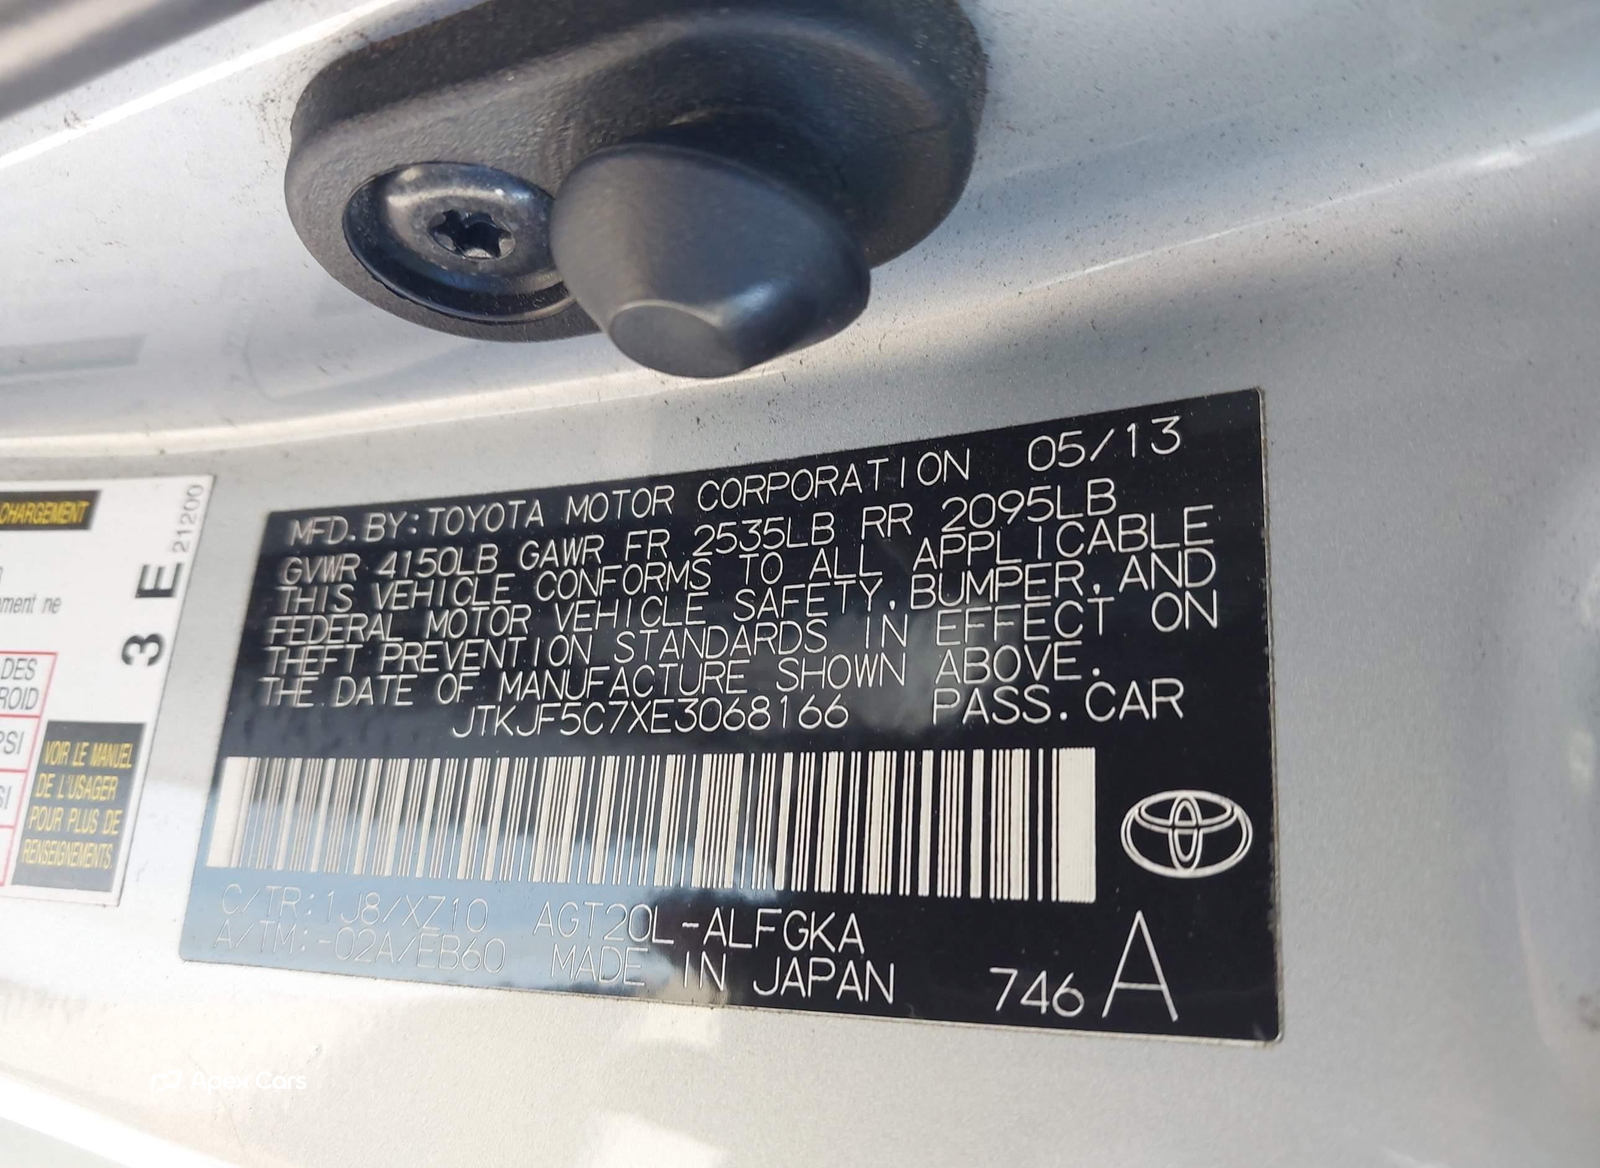 MFD.BY:TOYOTA MOTOR CORPORATION 05/13
GVWR 4150LB GAWR FR 2535LB RR 2095LB
THIS VEHICLE CONFORMS TO ALL APPLICABLE
FEDERAL MOTOR VEHICLE SAFETY, BUMPER, AND
THEFT PREVENTION STANDARDS IN EFFECT ON
THE DATE OF MANUFACTURE SHOWN ABOVE.
JTKJF5C7XE3068166 PASS.CAR
C/TR:1J8/XZ10 AGT20L-ALFGKA
A/TM:-02A/EB60 MADE IN JAPAN
746 A
CHARGEMENT
21200
3 E
ne
DES
PSI
VOIR LE MANUEL
DE L'USAGER
POUR PLUS DE
RENSEIGNEMENTS
Apex Cars